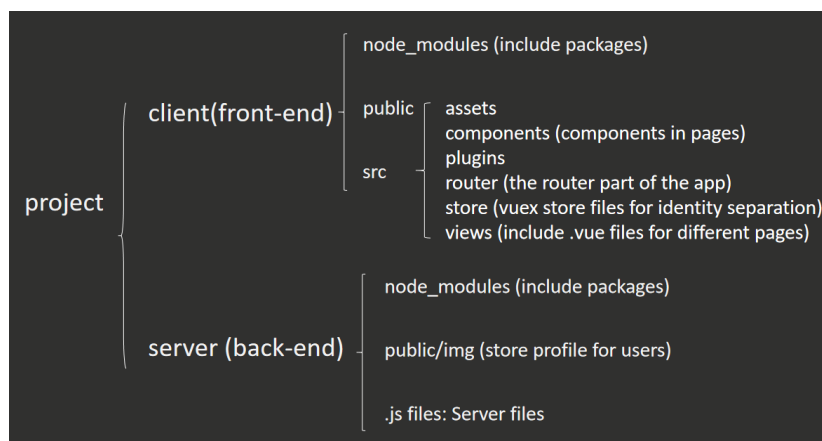 project
client(front-end)
node_modules (include packages)
public
src
assets
components (components in pages)
plugins
router (the router part of the app)
store (vuex store files for identity separation)
views (include .vue files for different pages)
server (back-end)
node_modules (include packages)
public/img (store profile for users)
.js files: Server files